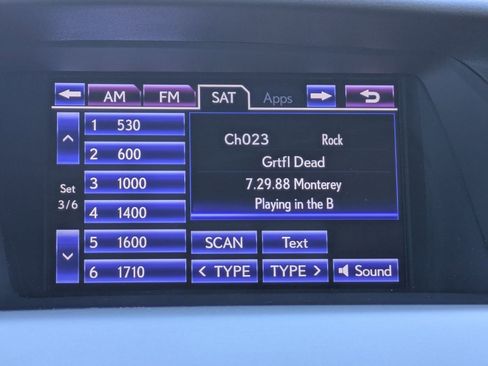 AM FM SAT Apps
1 530
2 600
3 1000
4 1400
5 1600
6 1710
Set
3/6
Ch023 Rock
Grtfl Dead
7.29.88 Monterey
Playing in the B
SCAN Text
< TYPE TYPE > Sound